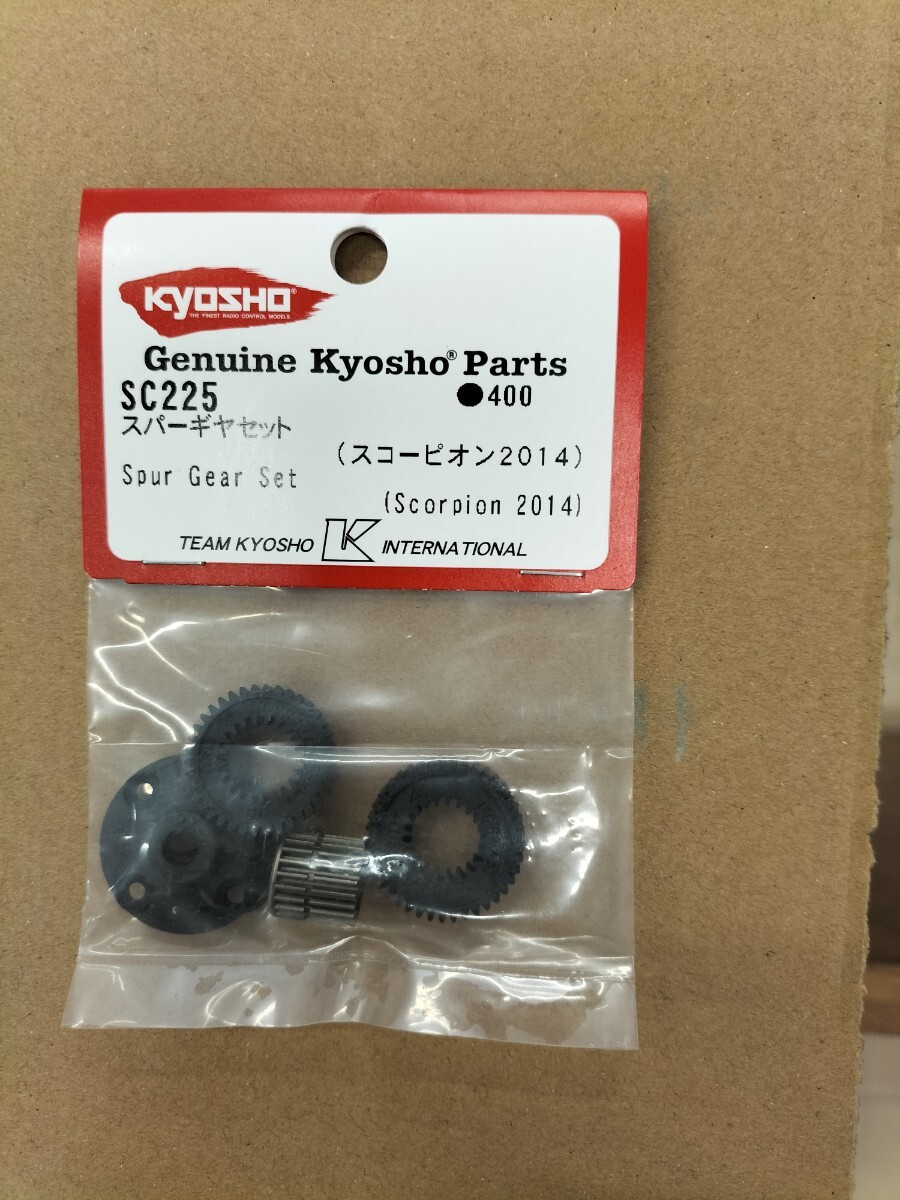 KYOSHO®
THE FINEST RADIO CONTROL MODELS
Genuine Kyosho® Parts
SC225 ●400
スパーギヤセット
(スコーピオン2014)
Spur Gear Set
(Scorpion 2014)
TEAM KYOSHO K INTERNATIONAL